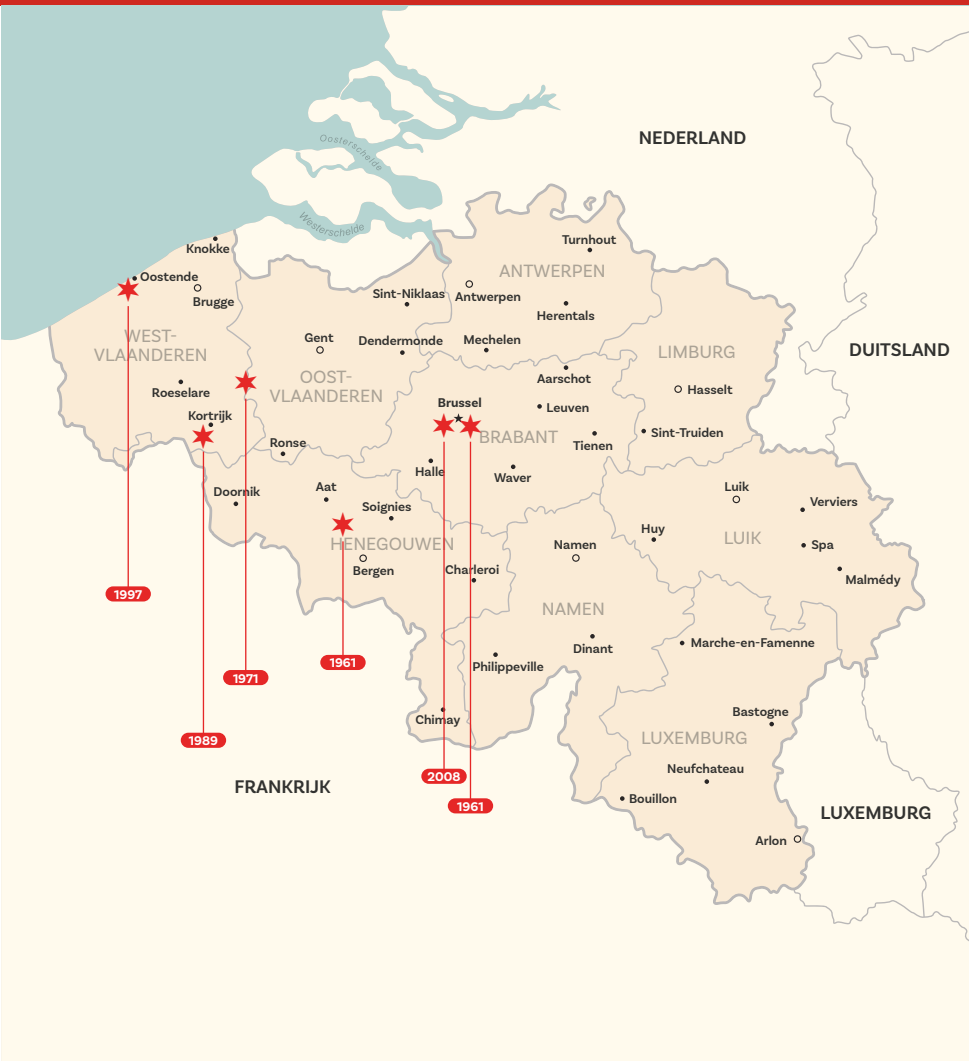 Oosterschelde
NEDERLAND
Westerschelde
Knokke
Turnhout
Oostende
Brugge
ANTWERPEN
Sint-Niklaas
Antwerpen
Herentals
WEST-
VLAANDEREN
Gent
Dendermonde
Mechelen
LIMBURG
DUITSLAND
OOST-
VLAANDEREN
Aarschot
Hasselt
Roeselare
Brussel
Leuven
Kortrijk
BRABANT
Sint-Truiden
Ronse
Tienen
Halle
Waver
Doornik
Aat
Soignies
Luik
Verviers
HENEGOUWEN
Bergen
Namen
Huy
LUIK
Spa
Charleroi
Malmédy
1997
NAMEN
1961
1971
Philippeville
Dinant
Marche-en-Famenne
Chimay
Bastogne
1989
LUXEMBURG
2008
Neufchateau
FRANKRIJK
1961
Bouillon
LUXEMBURG
Arlon